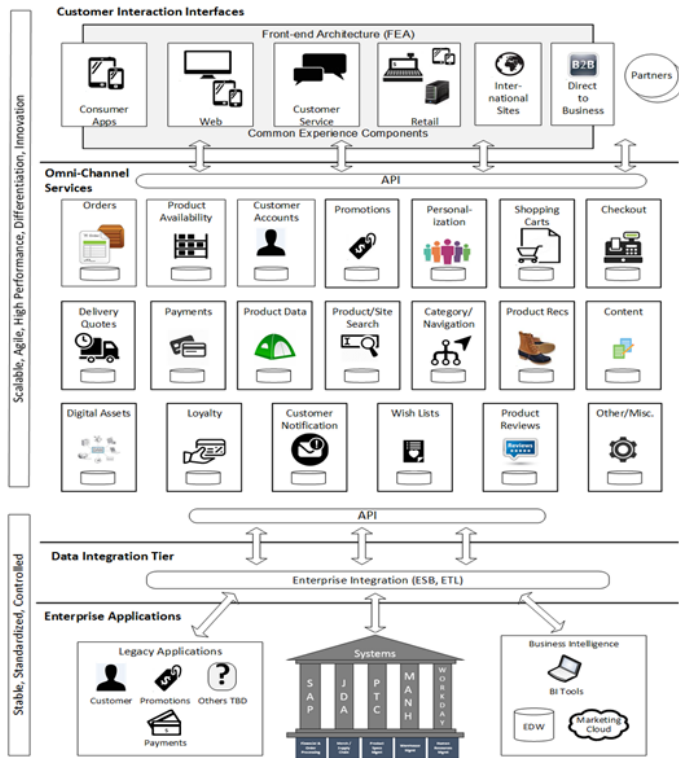 Customer Interaction Interfaces
Front-end Architecture (FEA)
Consumer
Apps
Web
Customer
Service
Retail
Inter-
national
Sites
B2B
Direct
to
Business
Partners
Common Experience Components
Scalable, Agile, High Performance, Differentiation, Innovation
Omni-Channel
Services
API
Orders
Product
Availability
Customer
Accounts
Promotions
Personal-
ization
Shopping
Carts
Checkout
Delivery
Quotes
Payments
Product Data
Product/Site
Search
Category/
Navigation
Product Recs
Content
Digital Assets
Loyalty
Customer
Notification
Wish Lists
Product
Reviews
Reviews
Other/Misc.
API
Stable, Standardized, Controlled
Data Integration Tier
Enterprise Integration (ESB, ETL)
Enterprise Applications
Legacy Applications
Customer
Promotions
?
Others TBD
Payments
Systems
SAP
JDA
PTC
MANH
WORKDAY
Business Intelligence
BI Tools
EDW
Marketing
Cloud